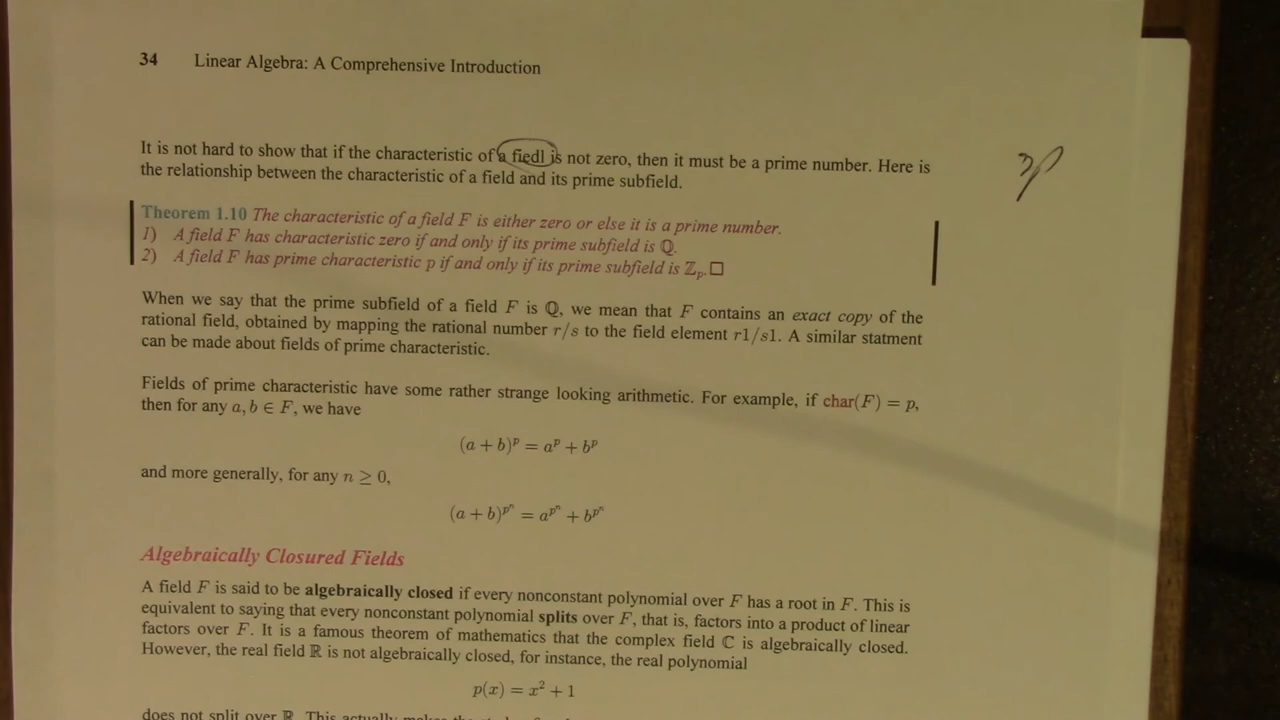 34 Linear Algebra: A Comprehensive Introduction
It is not hard to show that if the characteristic of a fiedl is not zero, then it must be a prime number. Here is
the relationship between the characteristic of a field and its prime subfield.
Theorem 1.10 The characteristic of a field F is either zero or else it is a prime number.
1) A field F has characteristic zero if and only if its prime subfield is ℚ.
2) A field F has prime characteristic p if and only if its prime subfield is ℤₚ.□
When we say that the prime subfield of a field F is ℚ, we mean that F contains an exact copy of the
rational field, obtained by mapping the rational number r/s to the field element r1/s1. A similar statment
can be made about fields of prime characteristic.
Fields of prime characteristic have some rather strange looking arithmetic. For example, if char(F) = p,
then for any a, b ∈ F, we have
(a + b)^p = a^p + b^p
and more generally, for any n ≥ 0,
(a + b)^{p^n} = a^{p^n} + b^{p^n}
Algebraically Closured Fields
A field F is said to be algebraically closed if every nonconstant polynomial over F has a root in F. This is
equivalent to saying that every nonconstant polynomial splits over F, that is, factors into a product of linear
factors over F. It is a famous theorem of mathematics that the complex field ℂ is algebraically closed.
However, the real field ℝ is not algebraically closed, for instance, the real polynomial
p(x) = x² + 1
does not split over ℝ. This actually makes the